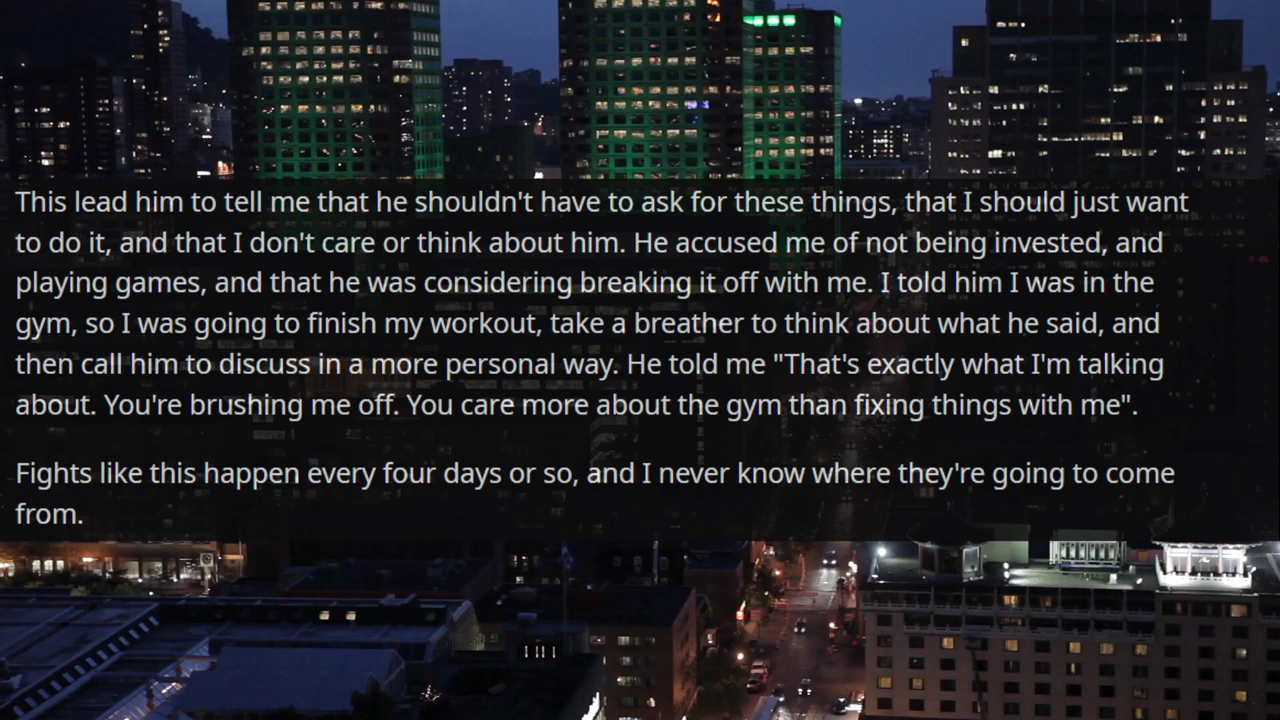 This lead him to tell me that he shouldn't have to ask for these things, that I should just want
to do it, and that I don't care or think about him. He accused me of not being invested, and
playing games, and that he was considering breaking it off with me. I told him I was in the
gym, so I was going to finish my workout, take a breather to think about what he said, and
then call him to discuss in a more personal way. He told me "That's exactly what I'm talking
about. You're brushing me off. You care more about the gym than fixing things with me".
Fights like this happen every four days or so, and I never know where they're going to come
from.